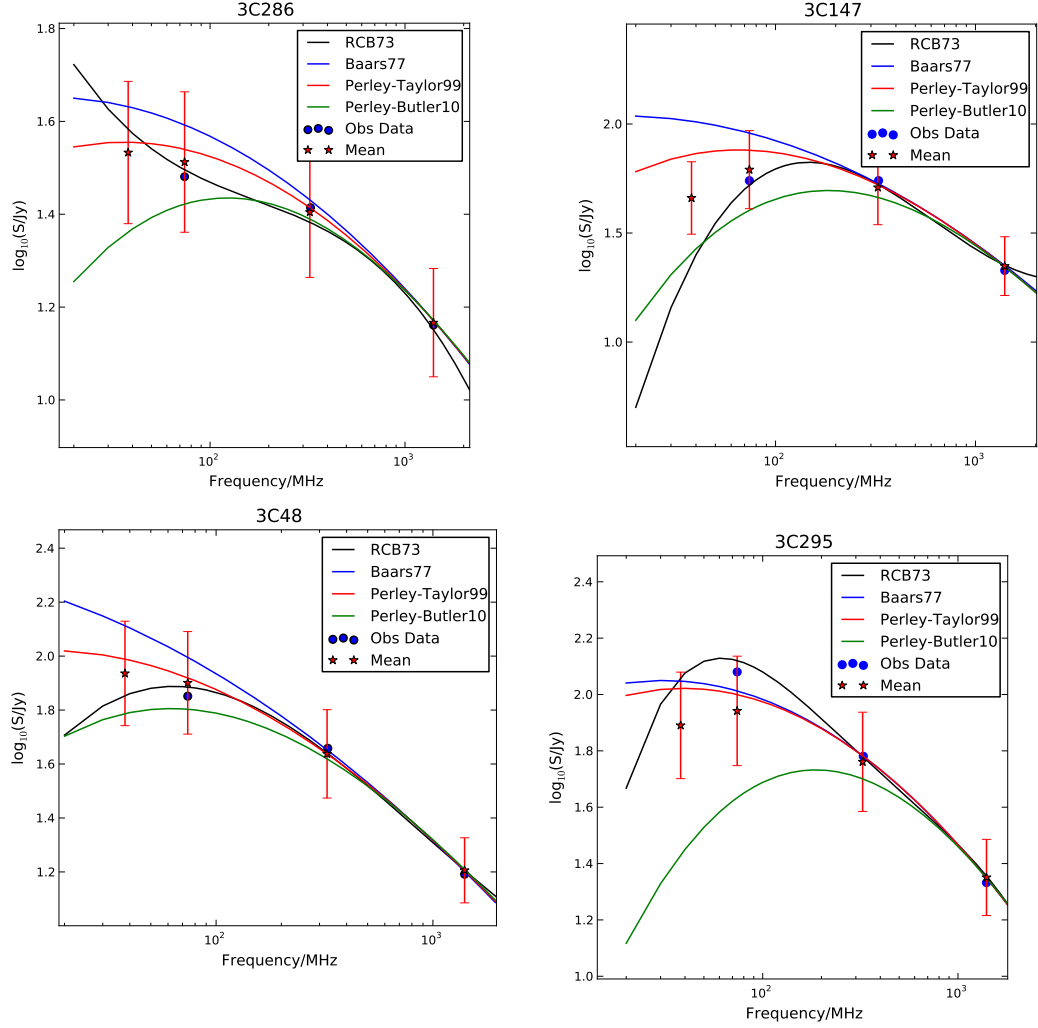 3C286
1.8
1.6
1.4
1.2
1.0
log10(S/Jy)
RCB73
Baars77
Perley-Taylor99
Perley-Butler10
Obs Data
Mean
10^2
10^3
Frequency/MHz
3C147
2.0
1.5
1.0
log10(S/Jy)
RCB73
Baars77
Perley-Taylor99
Perley-Butler10
Obs Data
Mean
10^2
10^3
Frequency/MHz
3C48
2.4
2.2
2.0
1.8
1.6
1.4
1.2
log10(S/Jy)
RCB73
Baars77
Perley-Taylor99
Perley-Butler10
Obs Data
Mean
10^2
10^3
Frequency/MHz
3C295
2.4
2.2
2.0
1.8
1.6
1.4
1.2
1.0
log10(S/Jy)
RCB73
Baars77
Perley-Taylor99
Perley-Butler10
Obs Data
Mean
10^2
10^3
Frequency/MHz